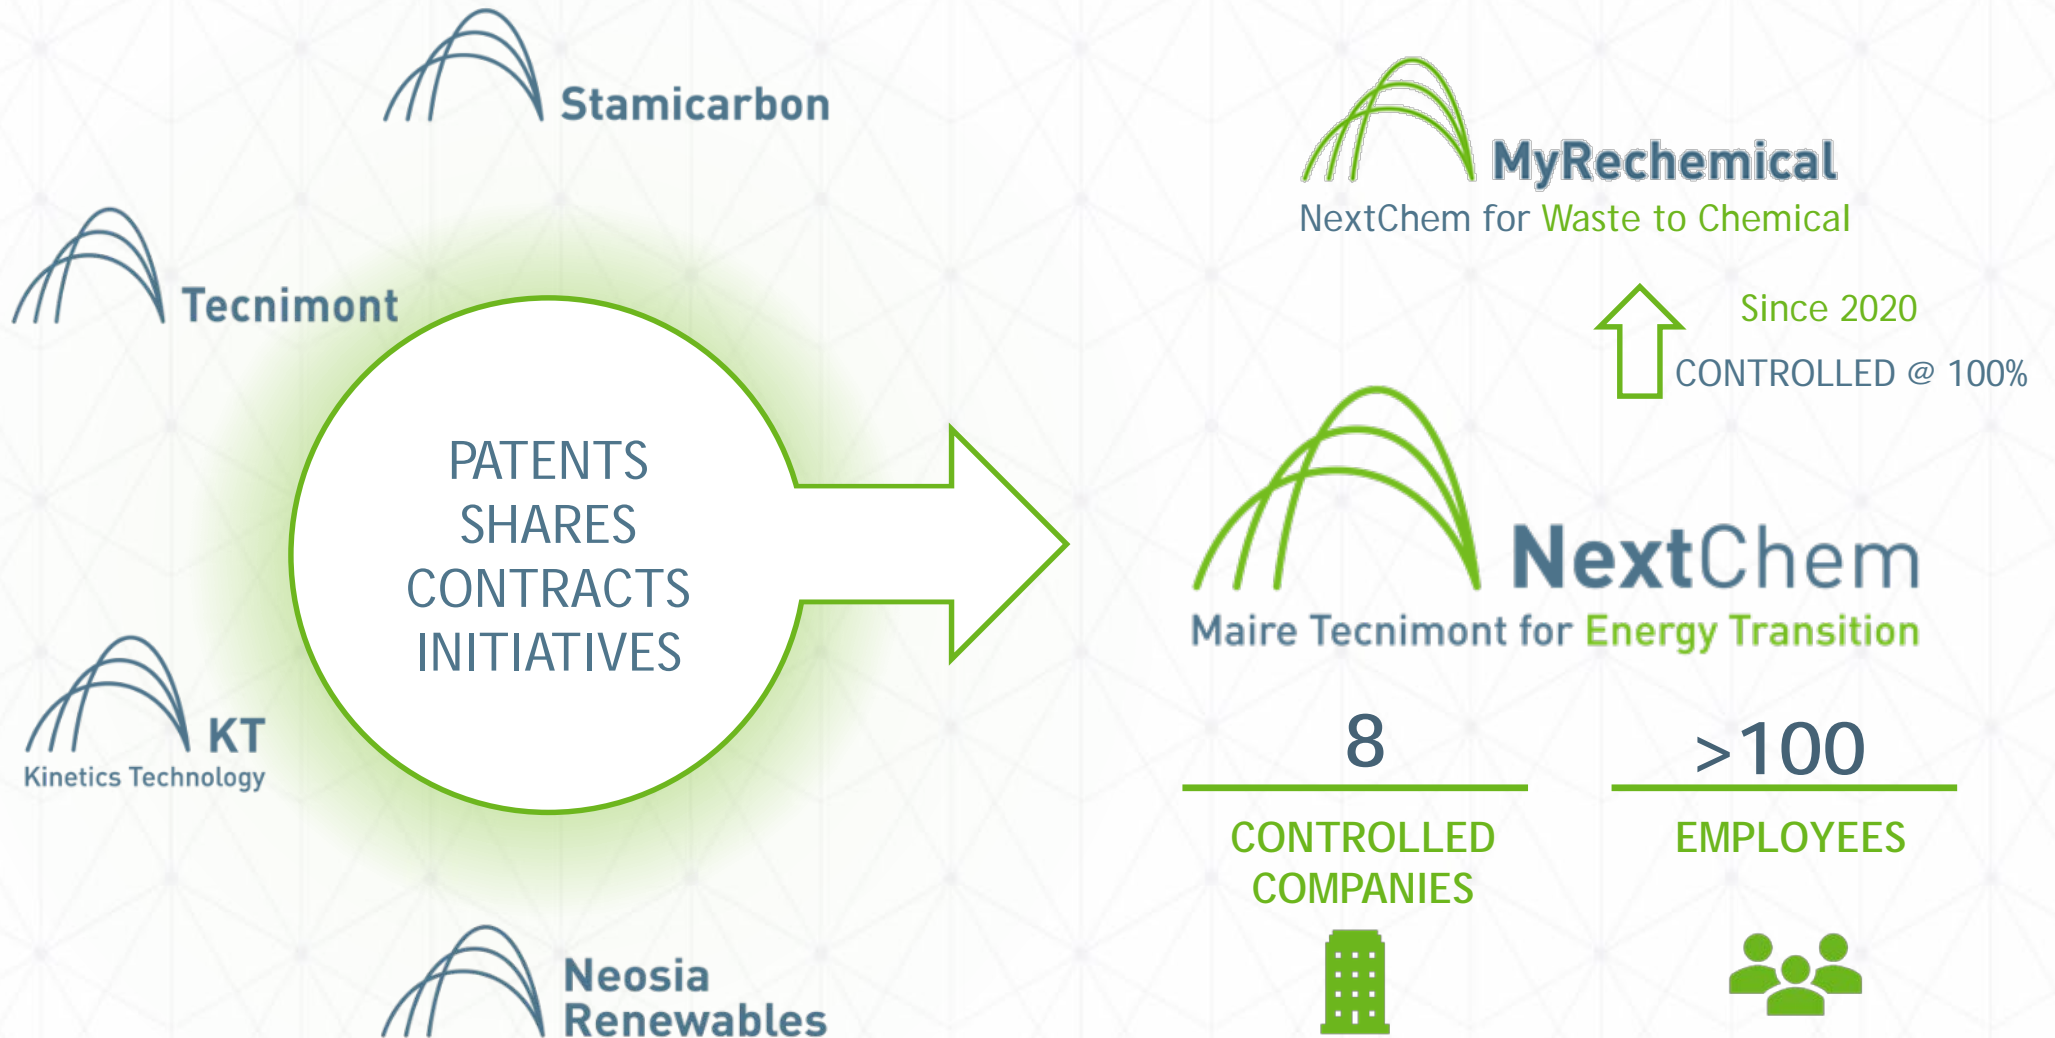 Stamicarbon
Tecnimont
KT
Kinetics Technology
Neosia
Renewables
PATENTS
SHARES
CONTRACTS
INITIATIVES
MyRechemical
NextChem for Waste to Chemical
Since 2020
CONTROLLED @ 100%
NextChem
Maire Tecnimont for Energy Transition
8
CONTROLLED
COMPANIES
>100
EMPLOYEES